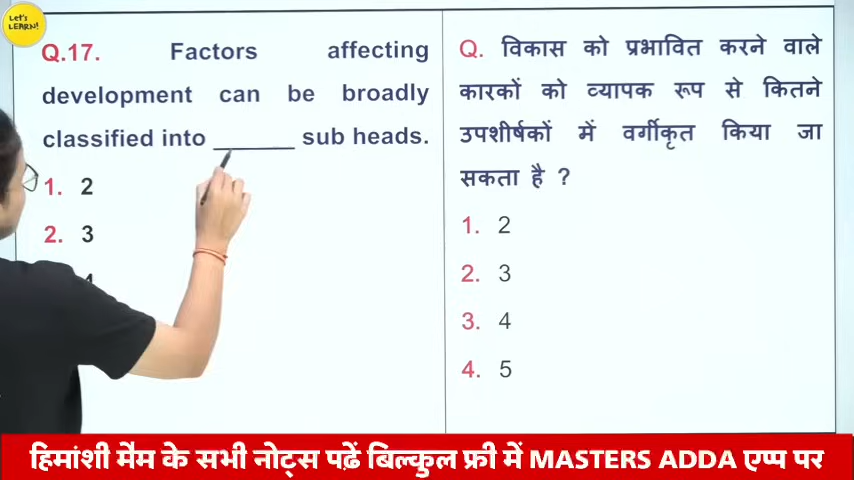 Let's
LEARN!
Q.17. Factors affecting
development can be broadly
classified into ______ sub heads.
1. 2
2. 3
4
Q. विकास को प्रभावित करने वाले
कारकों को व्यापक रूप से कितने
उपशीर्षकों में वर्गीकृत किया जा
सकता है ?
1. 2
2. 3
3. 4
4. 5
हिमांशी मैम के सभी नोट्स पढ़ें बिल्कुल फ्री में MASTERS ADDA एप्प पर